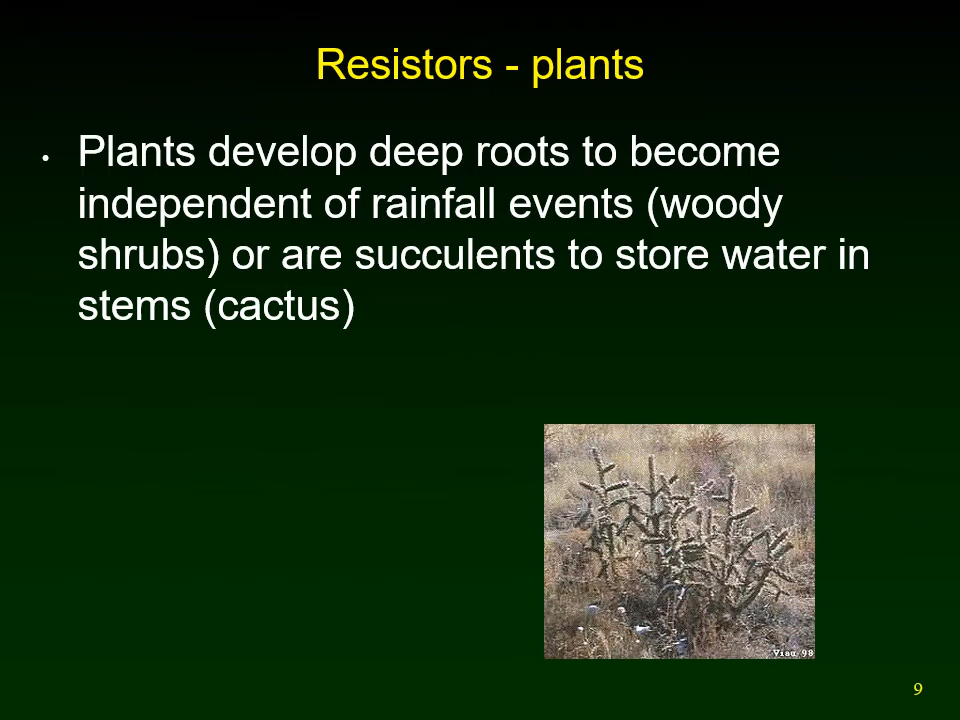 Resistors - plants
• Plants develop deep roots to become
independent of rainfall events (woody
shrubs) or are succulents to store water in
stems (cactus)
Viau 98
9